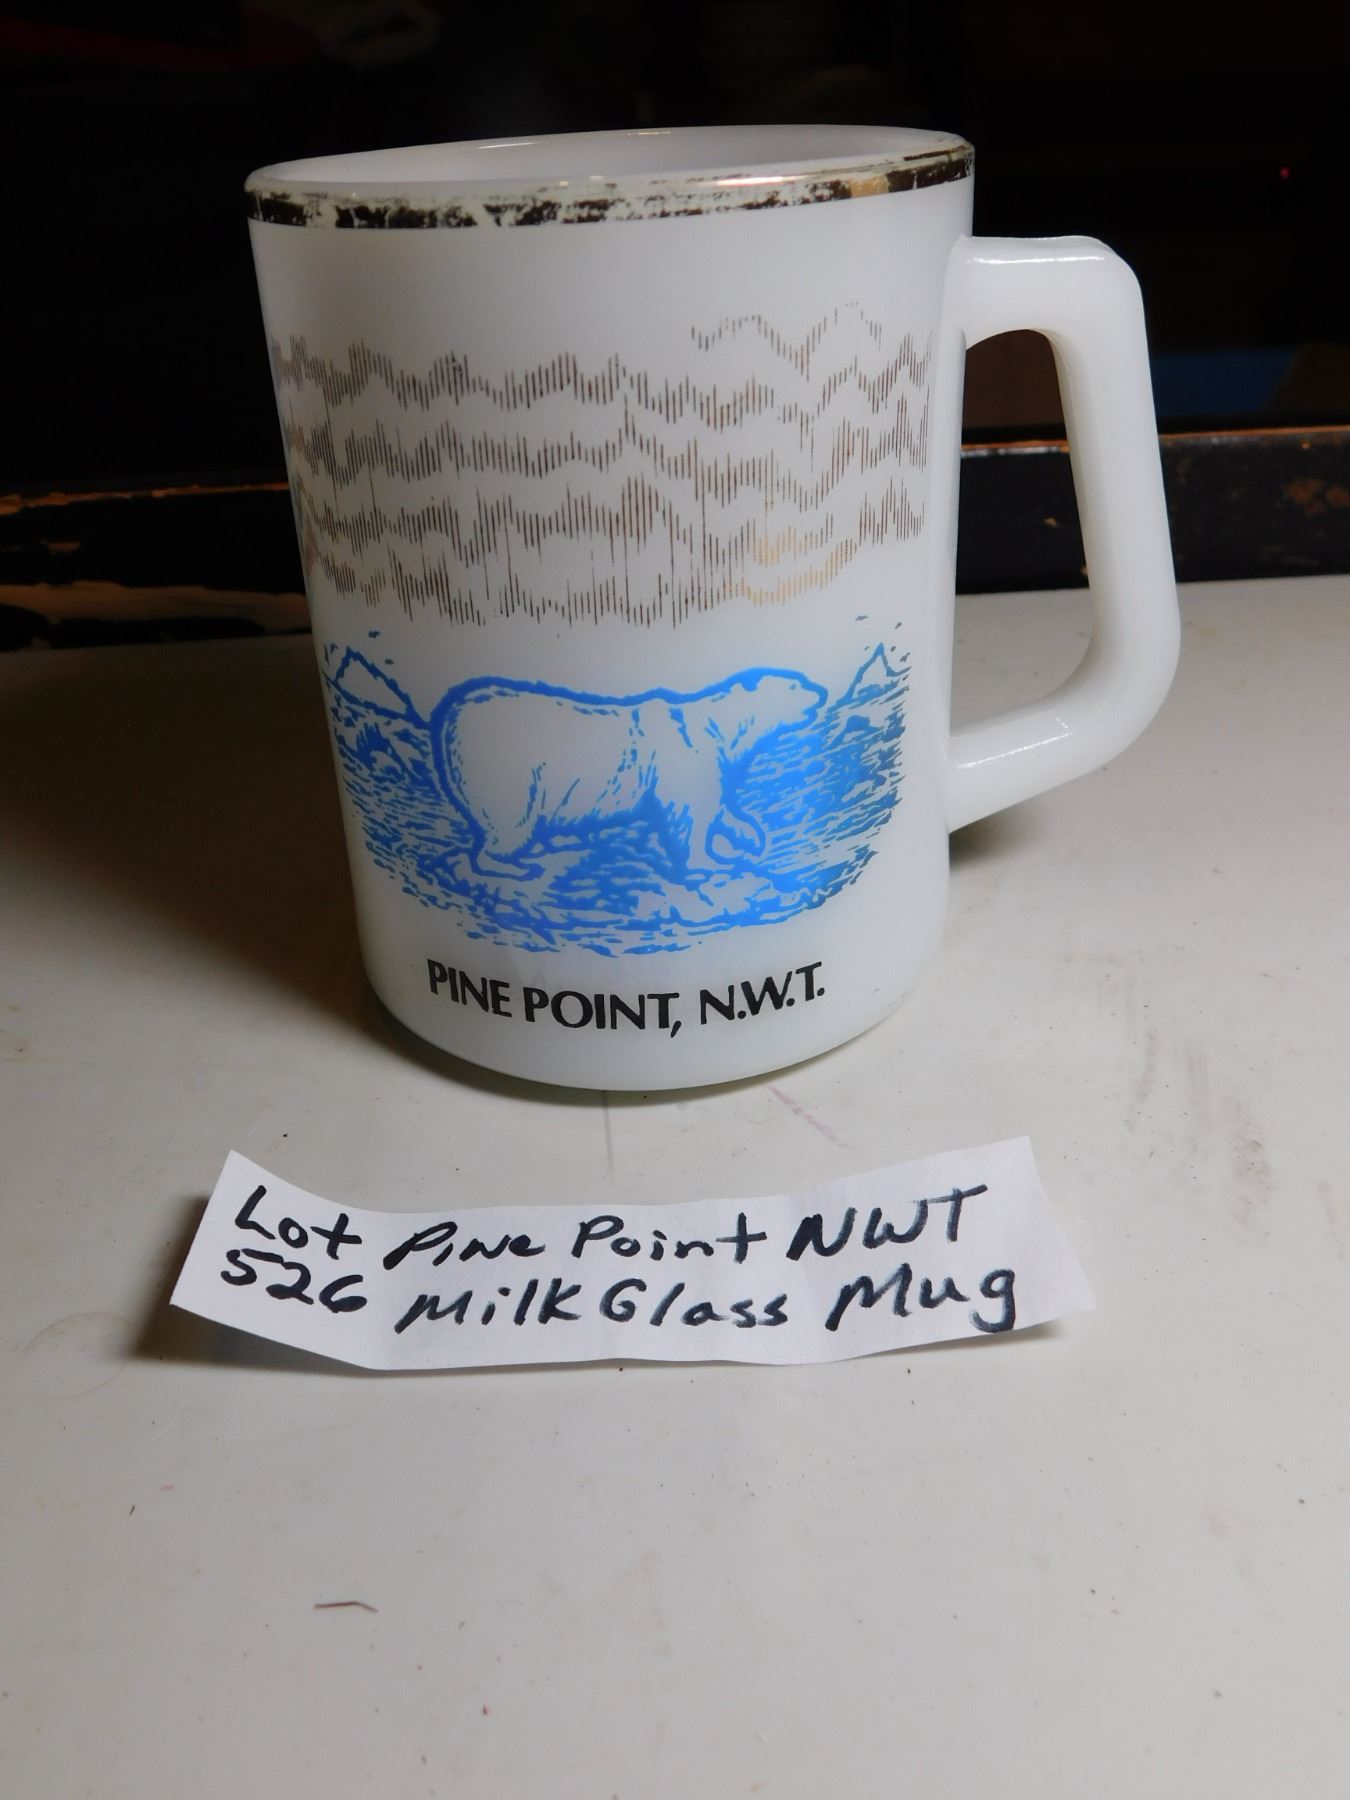 PINE POINT, N.W.T.
Lot Pine Point NWT
526 Milk Glass Mug